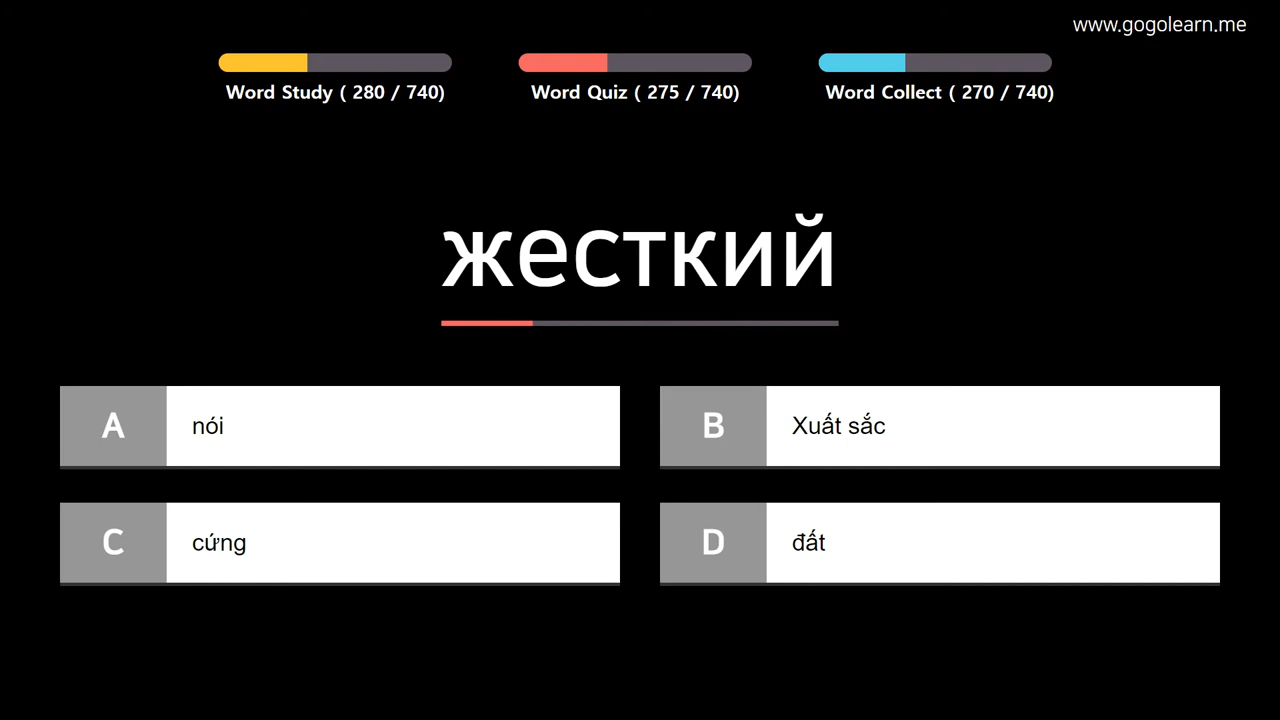 www.gogolearn.me
Word Study ( 280 / 740)
Word Quiz ( 275 / 740)
Word Collect ( 270 / 740)
жесткий
A nói
B Xuất sắc
C cứng
D đất